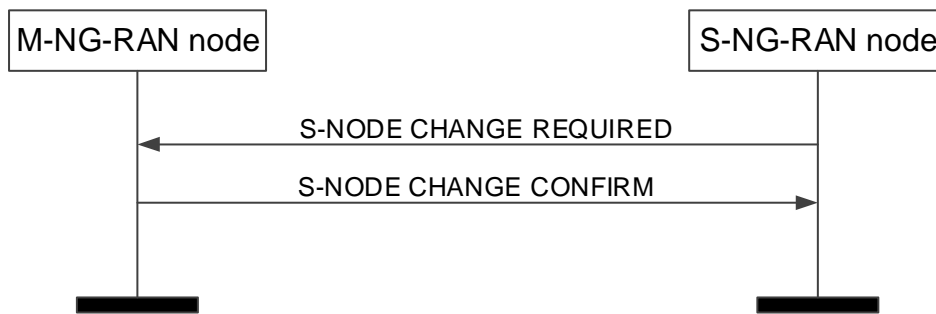 M-NG-RAN node
S-NG-RAN node
S-NODE CHANGE REQUIRED
S-NODE CHANGE CONFIRM